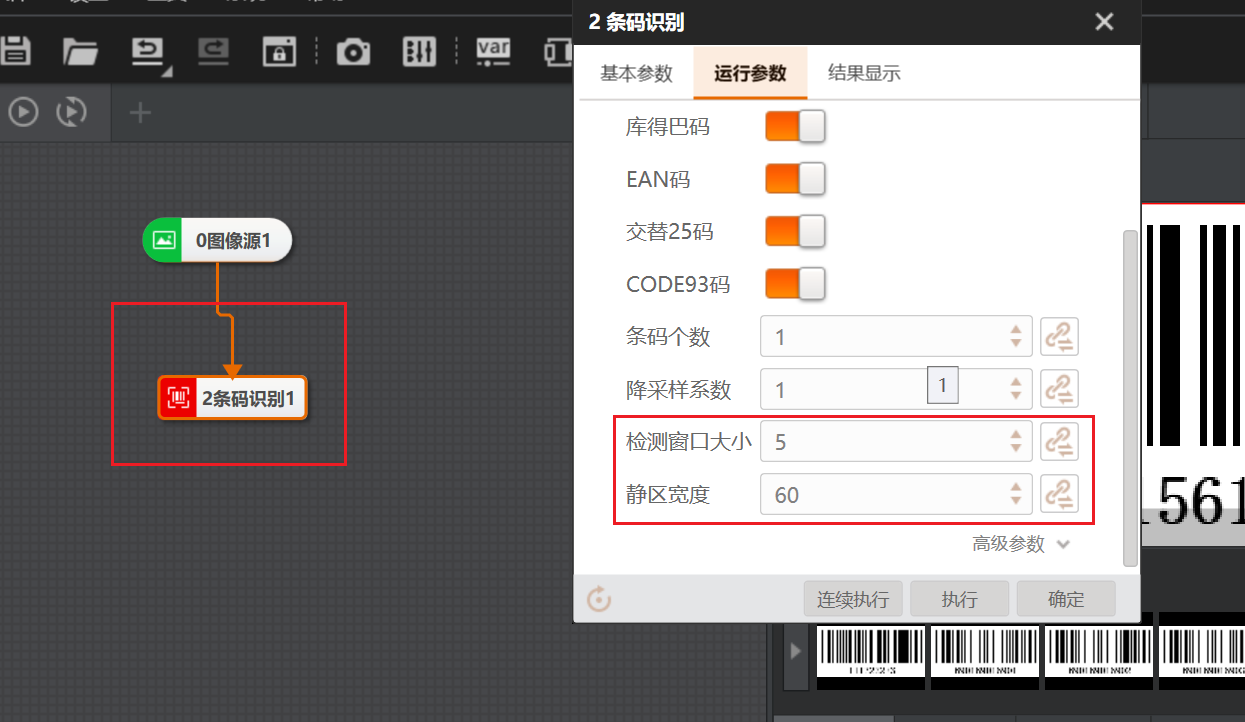 2 条码识别
var
基本参数 运行参数 结果显示
库得巴码
EAN码
交替25码
CODE93码
条码个数 1
降采样系数 1
1
检测窗口大小 5
静区宽度 60
高级参数
连续执行 执行 确定
0图像源1
2条码识别1
1561